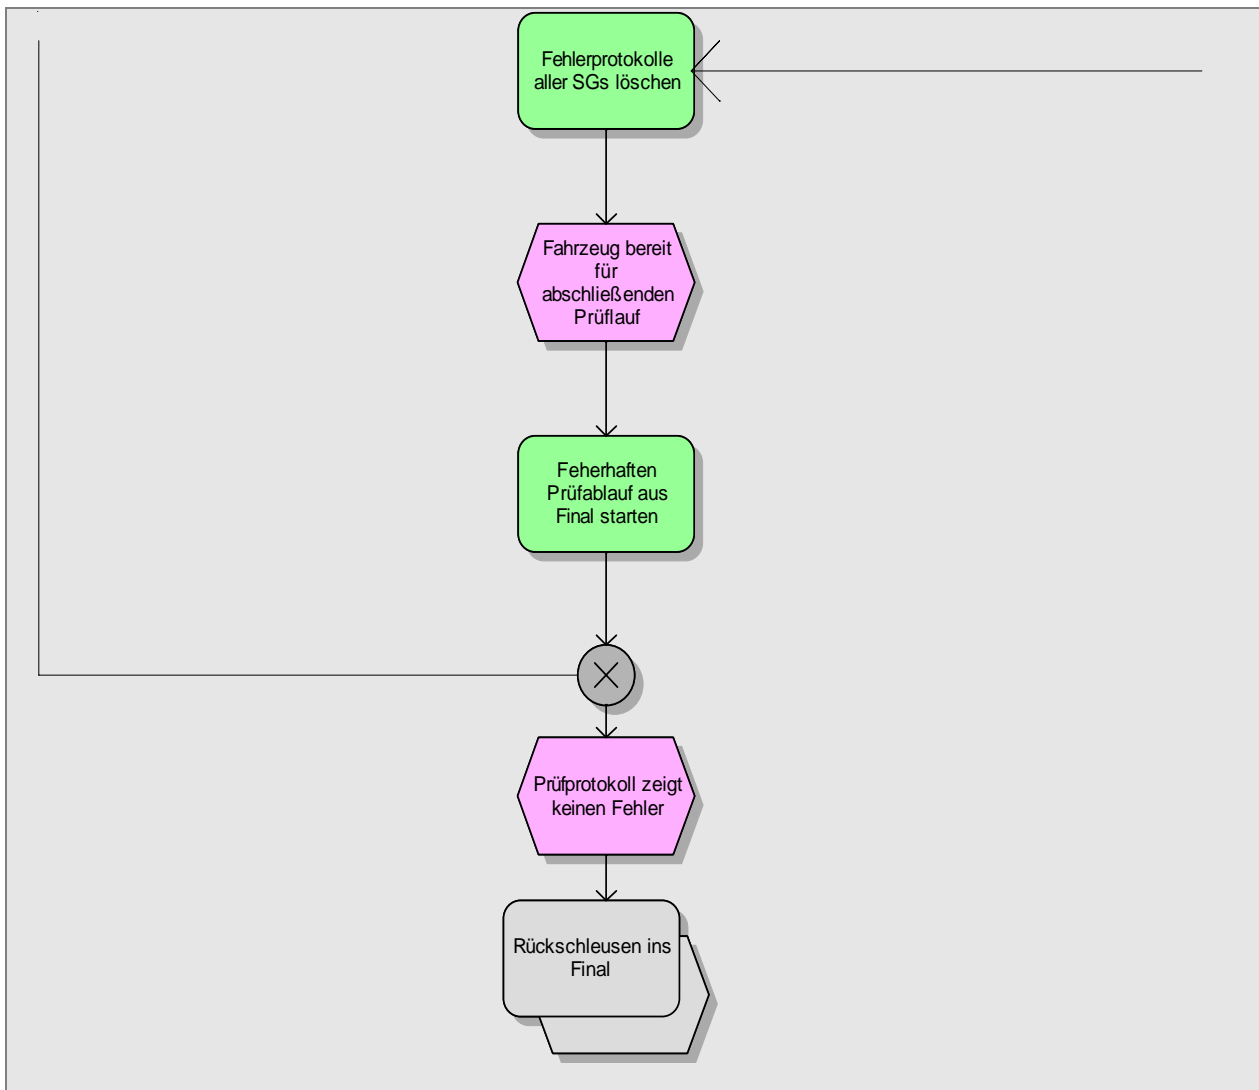 Fehlerprotokolle
aller SGs löschen
Fahrzeug bereit
für
abschließenden
Prüflauf
Feherhaften
Prüfablauf aus
Final starten
Prüfprotokoll zeigt
keinen Fehler
Rückschleusen ins
Final